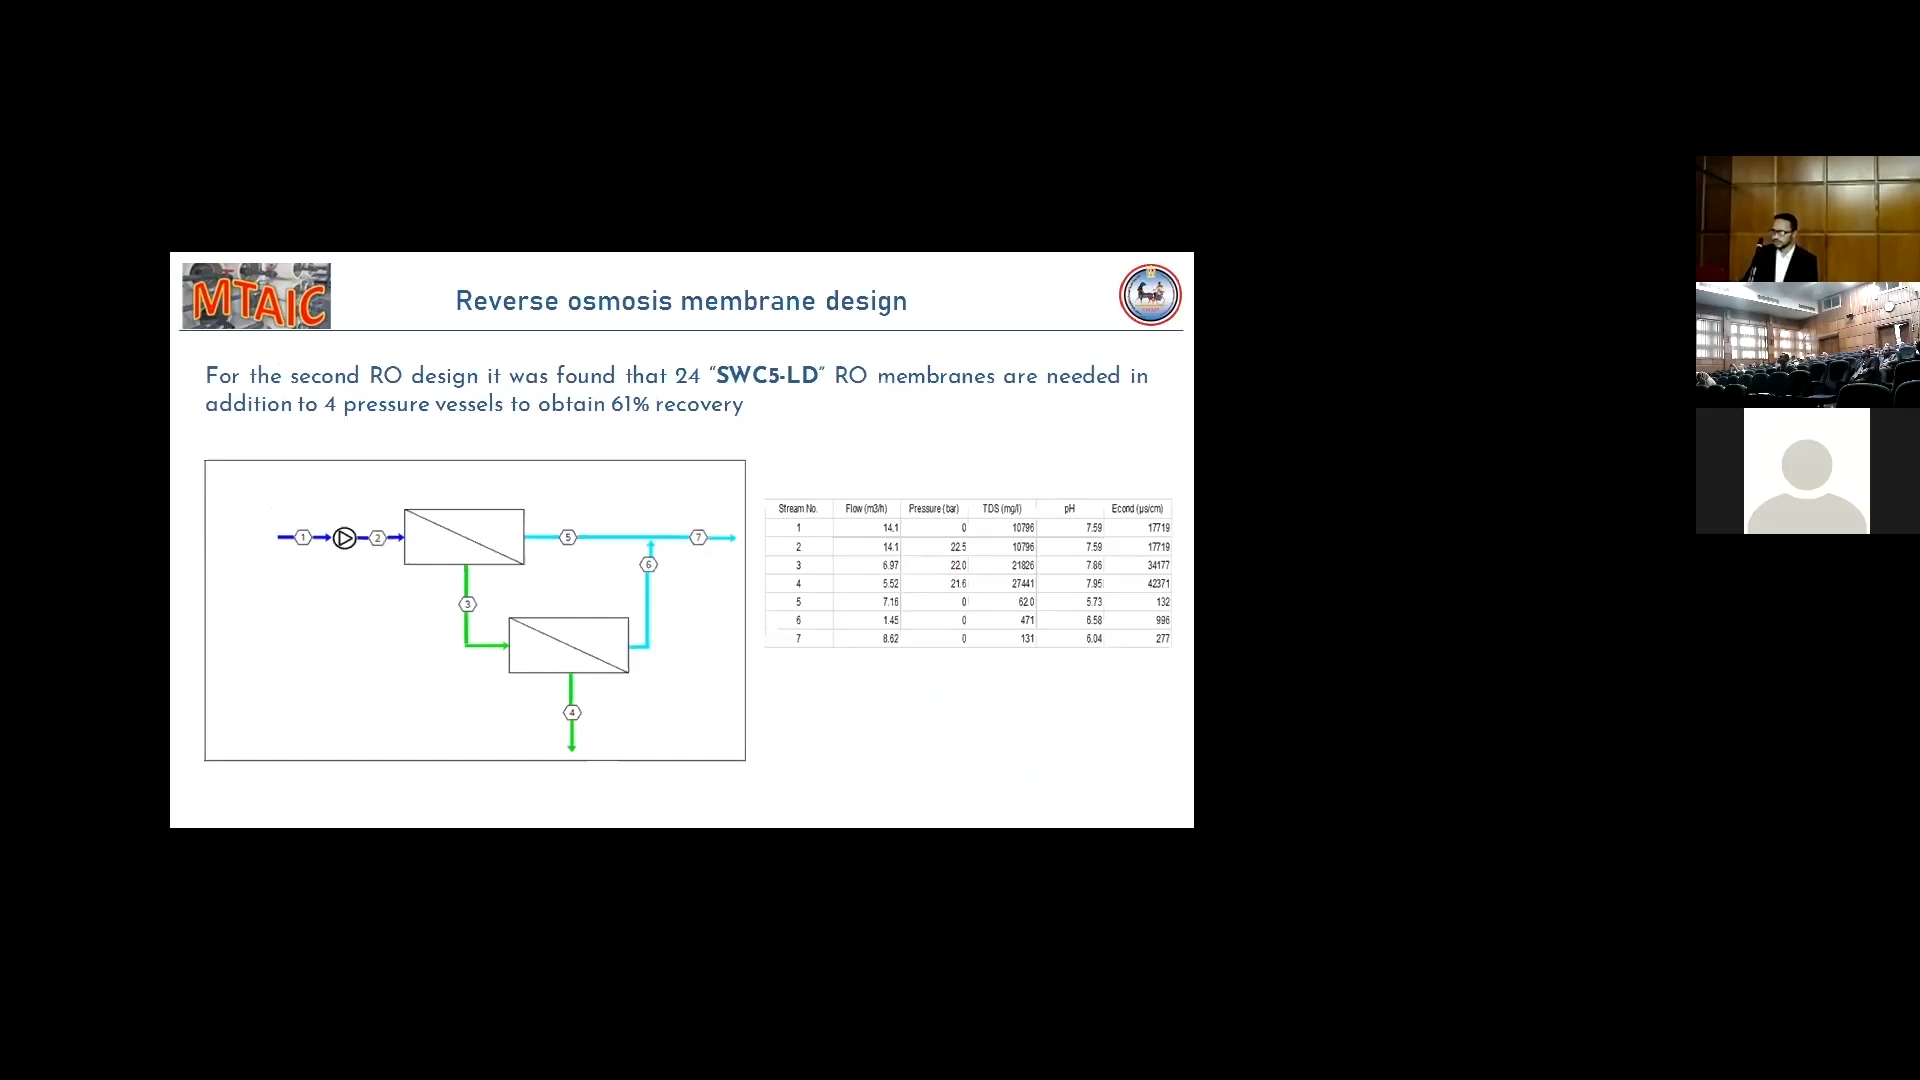 MTAIC
Reverse osmosis membrane design
For the second RO design it was found that 24 “SWC5-LD” RO membranes are needed in
addition to 4 pressure vessels to obtain 61% recovery
1
2
5
7
6
3
4
Stream No. Flow (m3/h) Pressure (bar) TDS (mg/l) pH Econd (µs/cm)
1 14.1 0 10796 7.59 17719
2 14.1 22.5 10796 7.59 17719
3 6.97 22.0 21826 7.86 34177
4 5.52 21.6 27441 7.95 42371
5 7.16 0 62.0 5.73 132
6 1.45 0 471 6.58 996
7 8.62 0 131 6.04 277